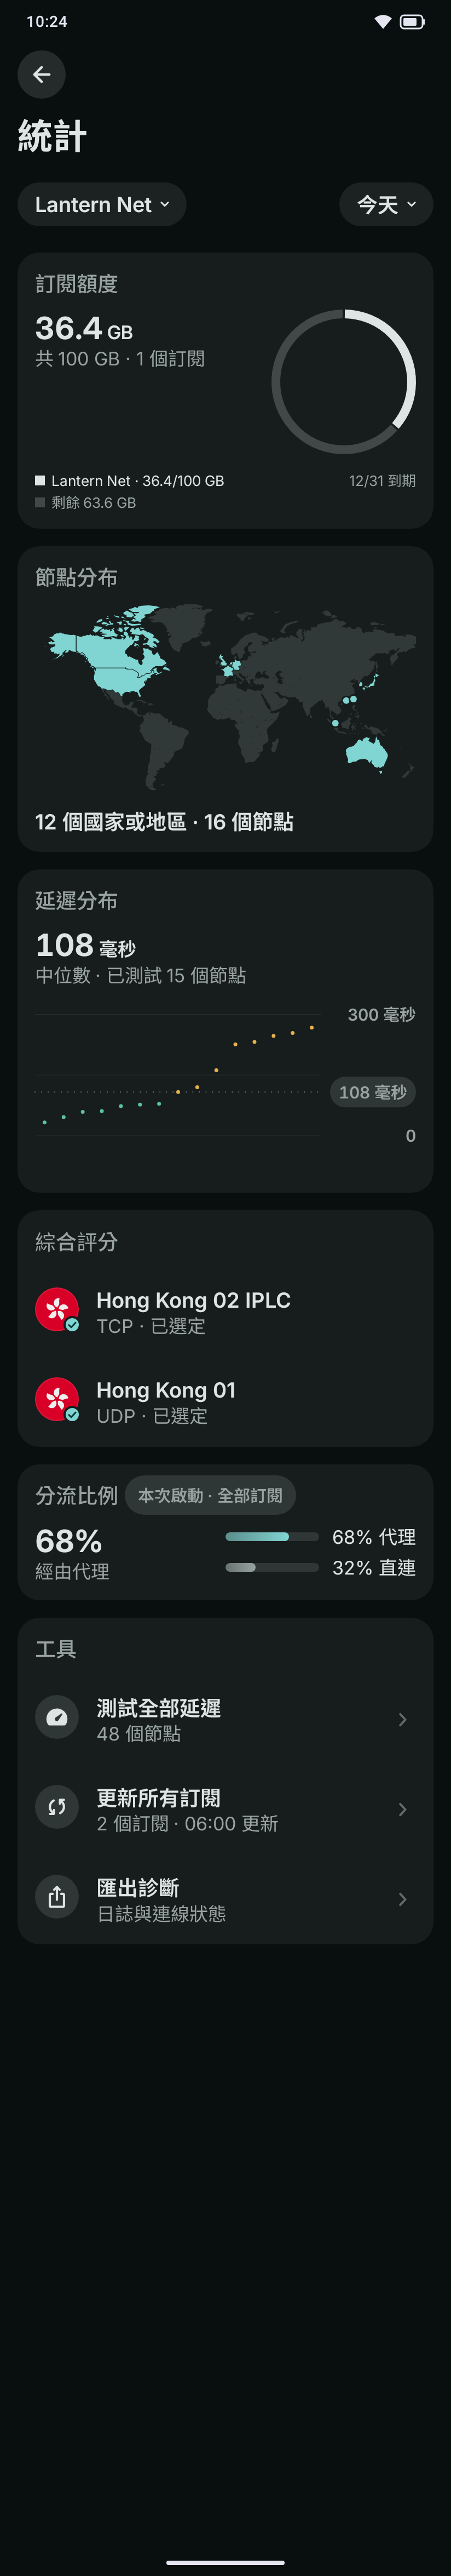 10:24
統計
Lantern Net
今天
訂閱額度
36.4 GB
共 100 GB · 1 個訂閱
Lantern Net · 36.4/100 GB
12/31 到期
剩餘 63.6 GB
節點分布
12 個國家或地區 · 16 個節點
延遲分布
108 毫秒
中位數 · 已測試 15 個節點
300 毫秒
108 毫秒
0
綜合評分
Hong Kong 02 IPLC
TCP · 已選定
Hong Kong 01
UDP · 已選定
分流比例
本次啟動 · 全部訂閱
68%
經由代理
68% 代理
32% 直連
工具
測試全部延遲
48 個節點
更新所有訂閱
2 個訂閱 · 06:00 更新
匯出診斷
日誌與連線狀態